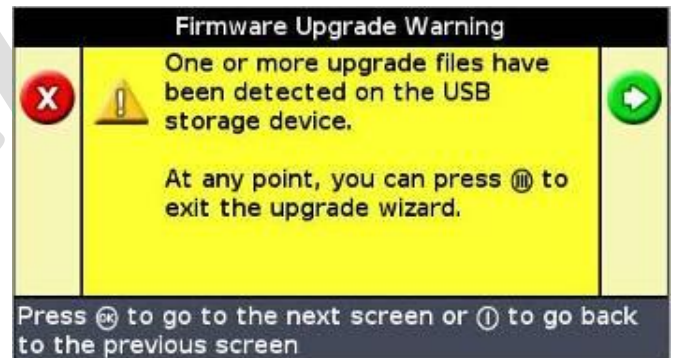 Firmware Upgrade Warning
One or more upgrade files have
been detected on the USB
storage device.
At any point, you can press Ⅲ to
exit the upgrade wizard.
Press OK to go to the next screen or Ⅰ to go back
to the previous screen